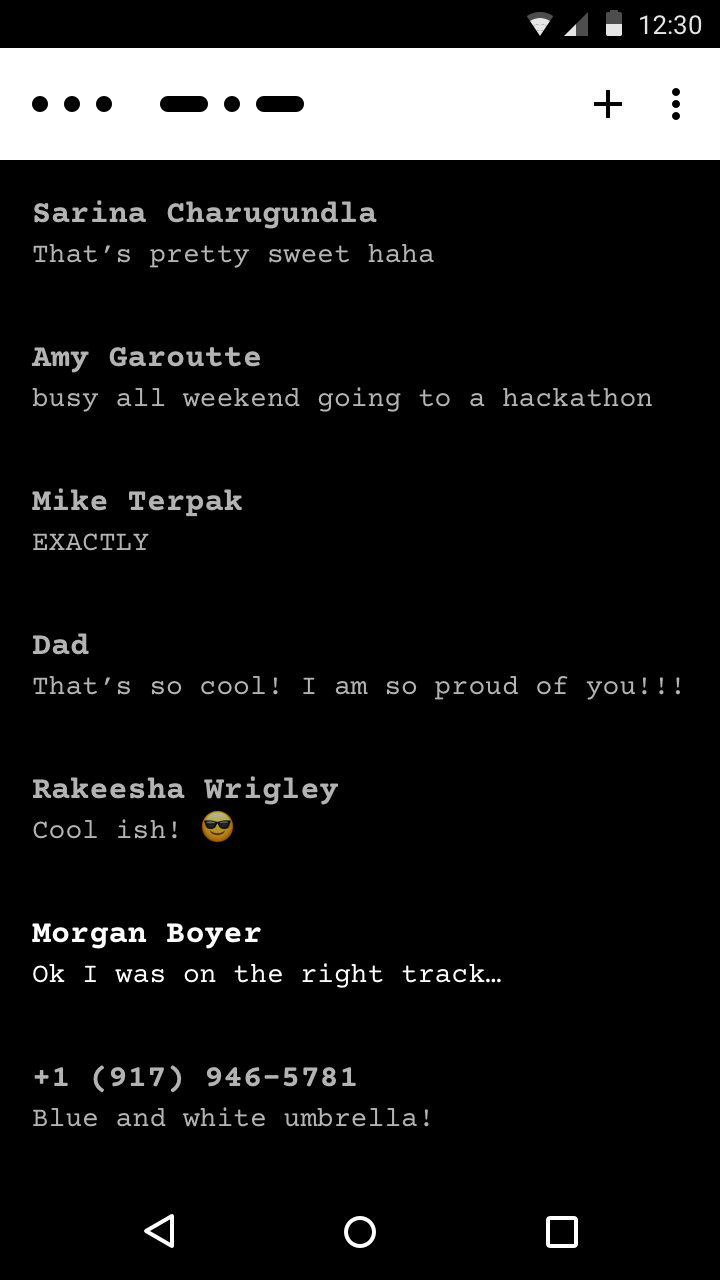 12:30
Sarina Charugundla
That’s pretty sweet haha
Amy Garoutte
busy all weekend going to a hackathon
Mike Terpak
EXACTLY
Dad
That’s so cool! I am so proud of you!!!
Rakeesha Wrigley
Cool ish! 😎
Morgan Boyer
Ok I was on the right track…
+1 (917) 946-5781
Blue and white umbrella!